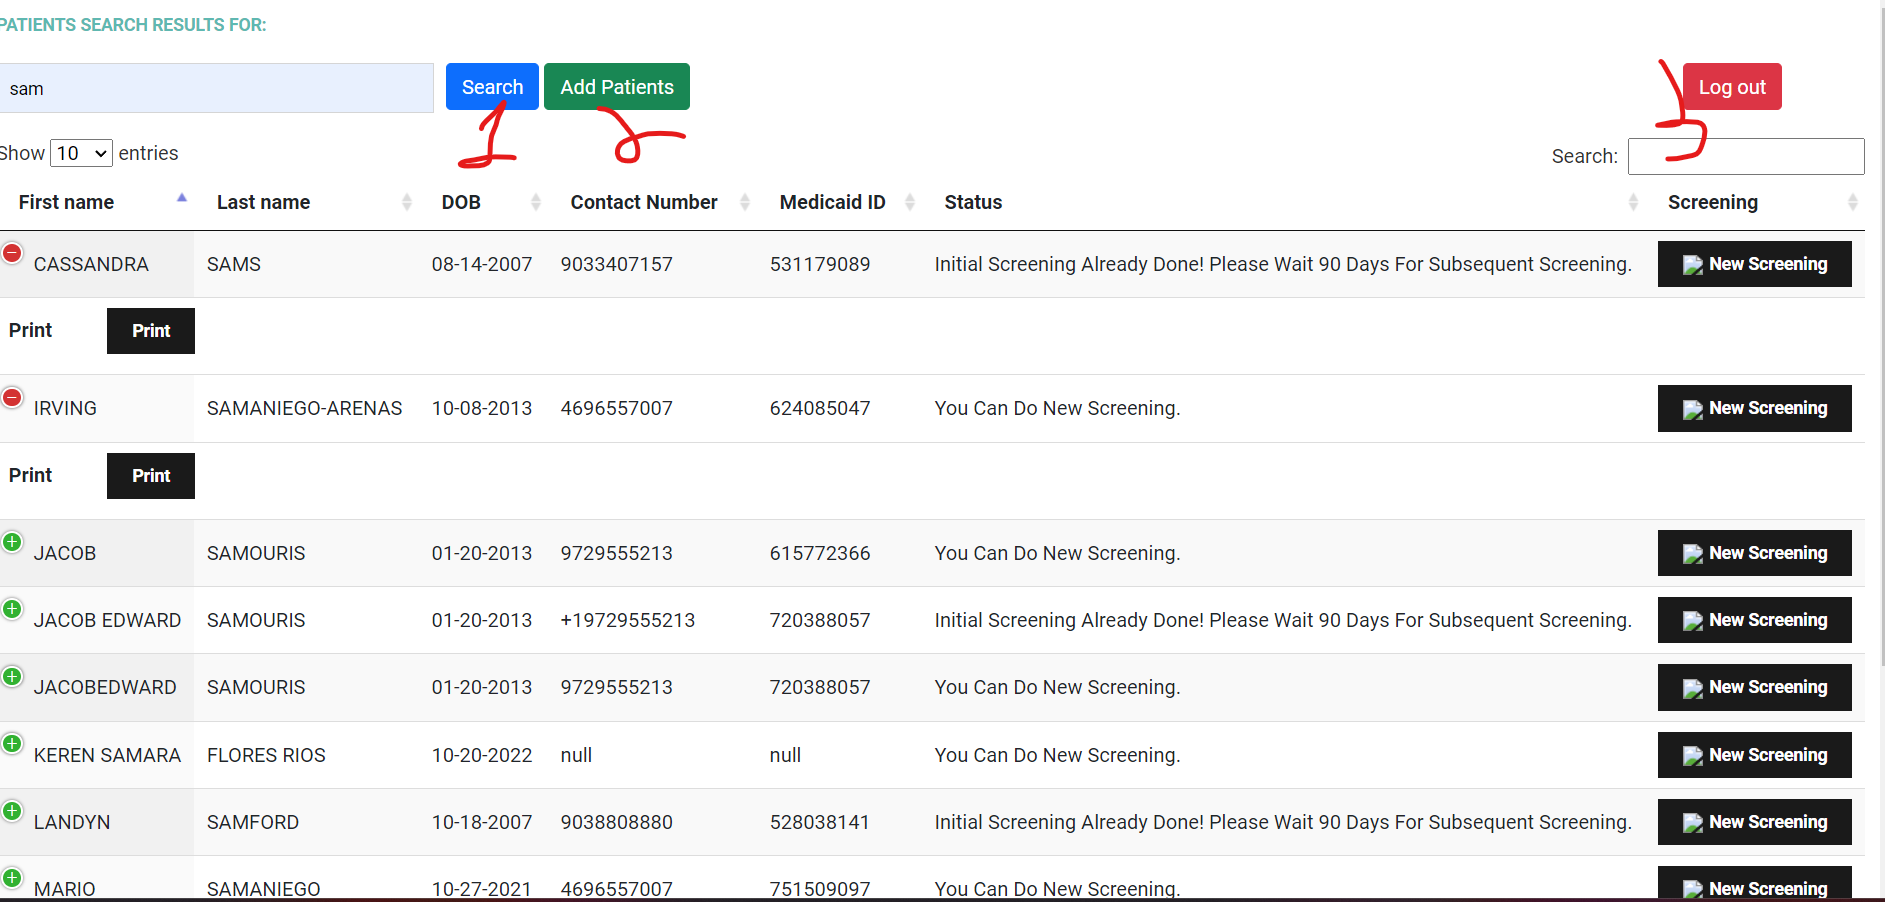 PATIENTS SEARCH RESULTS FOR:
sam Search Add Patients Log out
1 2 3
Show 10 entries Search:
First name Last name DOB Contact Number Medicaid ID Status Screening
CASSANDRA SAMS 08-14-2007 9033407157 531179089 Initial Screening Already Done! Please Wait 90 Days For Subsequent Screening. New Screening
Print Print
IRVING SAMANIEGO-ARENAS 10-08-2013 4696557007 624085047 You Can Do New Screening. New Screening
Print Print
JACOB SAMOURIS 01-20-2013 9729555213 615772366 You Can Do New Screening. New Screening
JACOB EDWARD SAMOURIS 01-20-2013 +19729555213 720388057 Initial Screening Already Done! Please Wait 90 Days For Subsequent Screening. New Screening
JACOBEDWARD SAMOURIS 01-20-2013 9729555213 720388057 You Can Do New Screening. New Screening
KEREN SAMARA FLORES RIOS 10-20-2022 null null You Can Do New Screening. New Screening
LANDYN SAMFORD 10-18-2007 9038808880 528038141 Initial Screening Already Done! Please Wait 90 Days For Subsequent Screening. New Screening
MARIO SAMANIEGO 10-27-2021 4696557007 751509097 You Can Do New Screening. New Screening